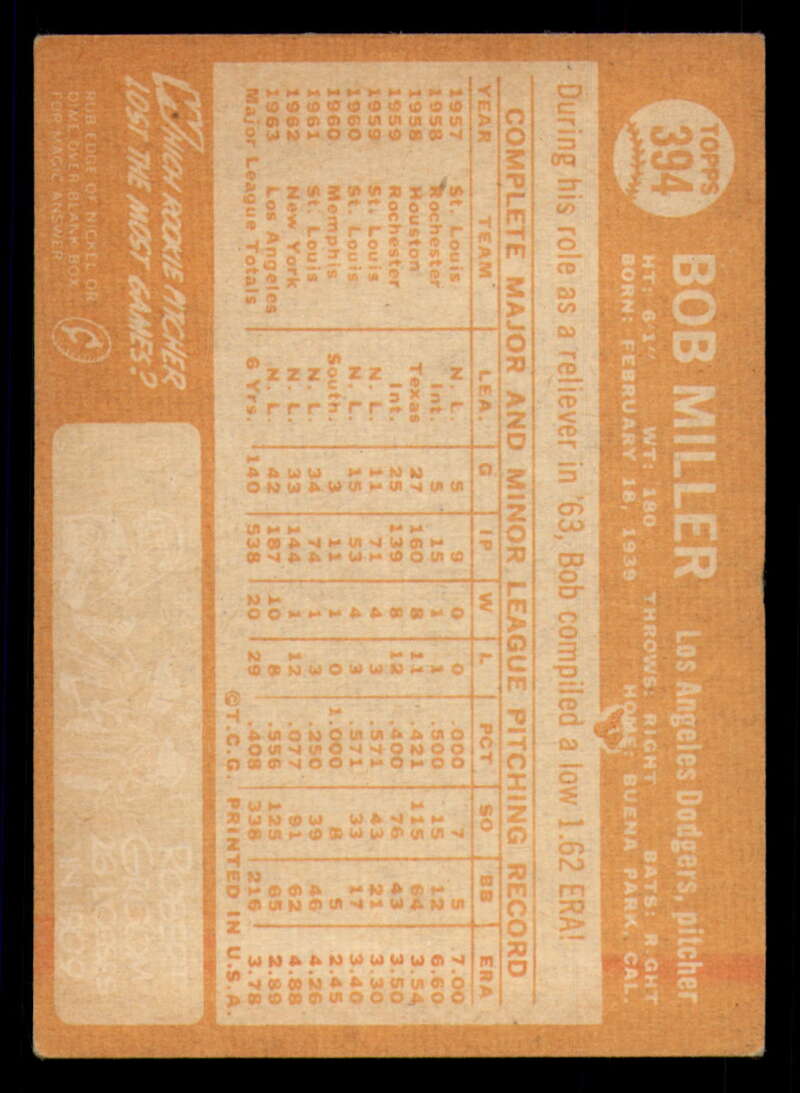 TOPPS
394
BOB MILLER Los Angeles Dodgers, pitcher
HT: 6'1" WT: 180 THROWS: RIGHT BATS: RIGHT
BORN: FEBRUARY 18, 1939 HOME: BUENA PARK, CAL.
During his role as a reliever in '63, Bob compiled a low 1.62 ERA!
COMPLETE MAJOR AND MINOR LEAGUE PITCHING RECORD
YEAR TEAM LEA. G IP W L PCT SO BB ERA
1957 St. Louis N. L. 5 9 0 0 .000 7 5 7.00
1958 Rochester Int. 5 15 1 1 .500 15 12 6.60
1958 Houston Texas 27 160 8 11 .421 115 64 3.54
1959 Rochester Int. 25 139 8 12 .400 76 43 3.50
1959 St. Louis N. L. 11 71 4 3 .571 43 21 3.30
1960 St. Louis N. L. 15 53 4 3 .571 33 17 3.40
1960 Memphis South. 3 11 1 0 1.000 8 5 2.45
1961 St. Louis N. L. 34 74 1 3 .250 39 46 4.26
1962 New York N. L. 33 144 1 12 .077 91 62 4.88
1963 Los Angeles N. L. 42 187 10 8 .556 125 65 2.89
Major League Totals 6 Yrs. 140 538 20 29 .408 338 216 3.78
©T.C.G. PRINTED IN U.S.A.
WHICH ROOKIE PITCHER
LOST THE MOST GAMES?
RUB EDGE OF NICKEL OR
DIME OVER BLANK BOX
FOR MAGIC ANSWER
ROBERT
GROOM
IN 1909